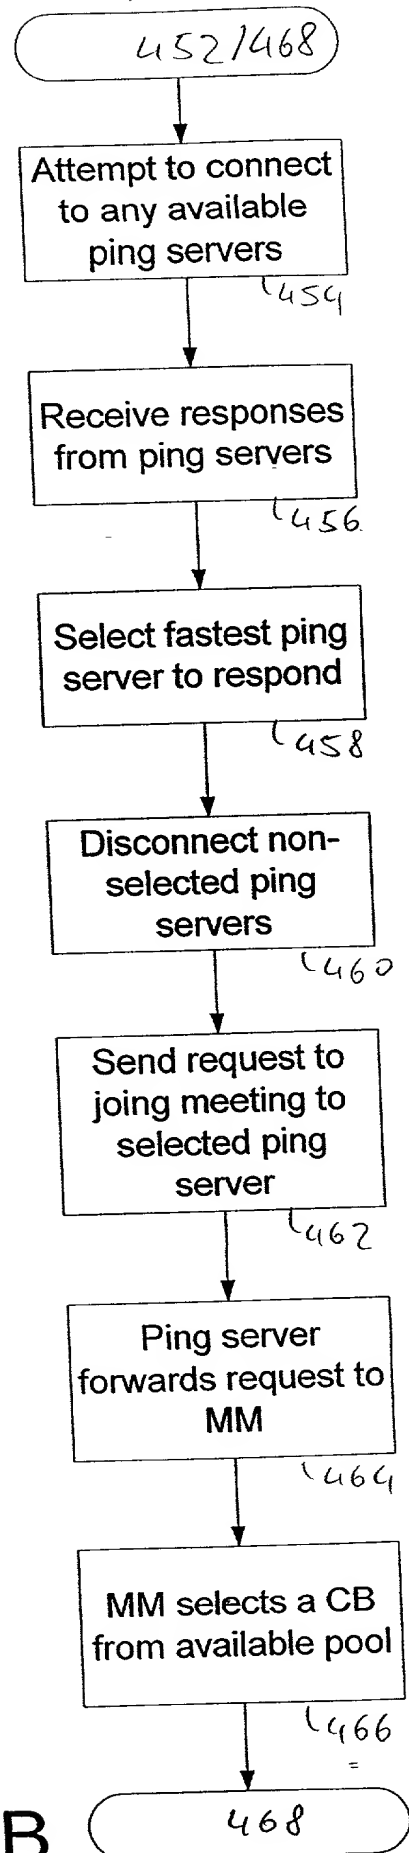 452/468
Attempt to connect
to any available
ping servers
454
Receive responses
from ping servers
456
Select fastest ping
server to respond
458
Disconnect non-
selected ping
servers
460
Send request to
joing meeting to
selected ping
server
462
Ping server
forwards request to
MM
464
MM selects a CB
from available pool
466
468
B